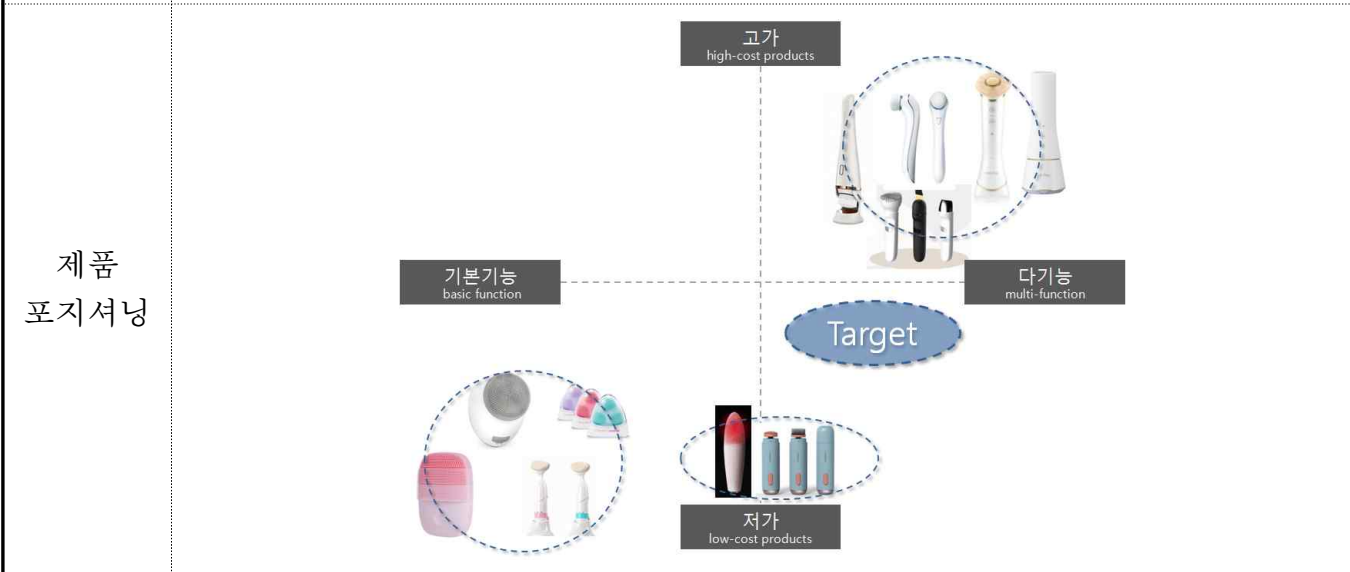 고가
high-cost products
제품
포지셔닝
기본기능
basic function
다기능
multi-function
Target
저가
low-cost products